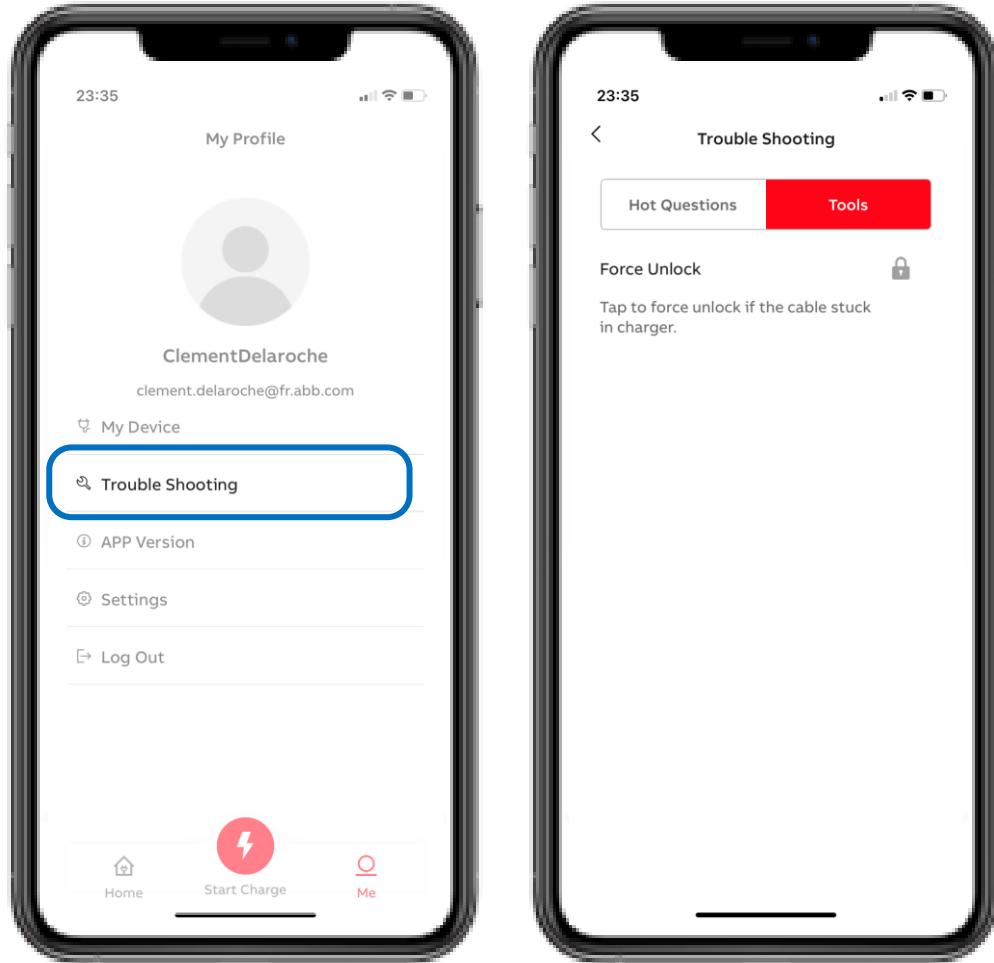 23:35
My Profile
ClementDelaroche
clement.delaroche@fr.abb.com
My Device
Trouble Shooting
APP Version
Settings
Log Out
Home
Start Charge
Me
23:35
Trouble Shooting
Hot Questions
Tools
Force Unlock
Tap to force unlock if the cable stuck
in charger.